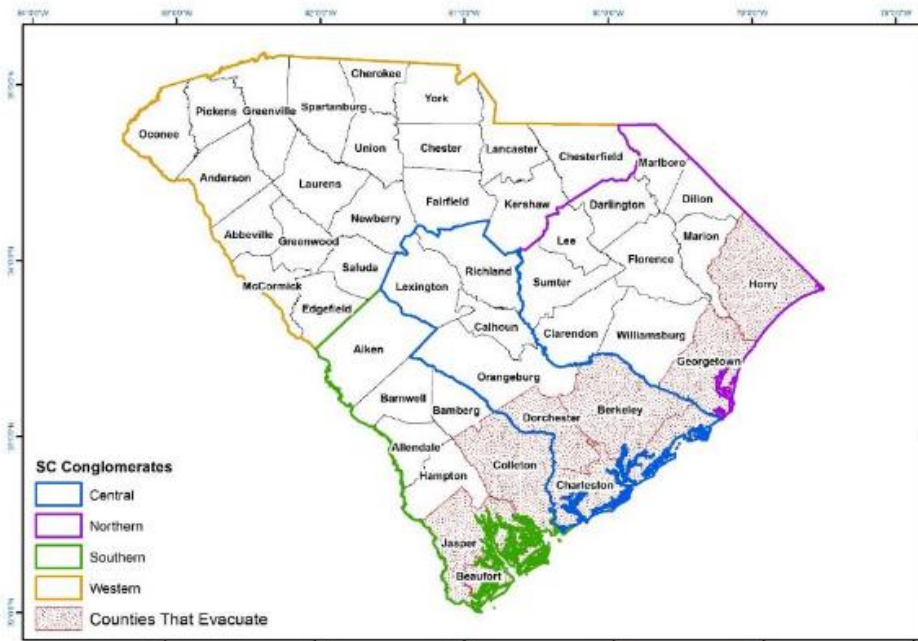 Cherokee
York
Greenville
Spartanburg
Pickens
Oconee
Union
Chester
Lancaster
Chesterfield
Marlboro
Anderson
Laurens
Fairfield
Kershaw
Darlington
Dillon
Newberry
Abbeville
Greenwood
Lee
Marion
Florence
Saluda
Richland
McCormick
Lexington
Sumter
Horry
Edgefield
Calhoun
Clarendon
Williamsburg
Aiken
Georgetown
Orangeburg
Barnwell
Bamberg
Dorchester
Berkeley
Allendale
Colleton
Hampton
Charleston
Jasper
Beaufort
SC Conglomerates
Central
Northern
Southern
Western
Counties That Evacuate